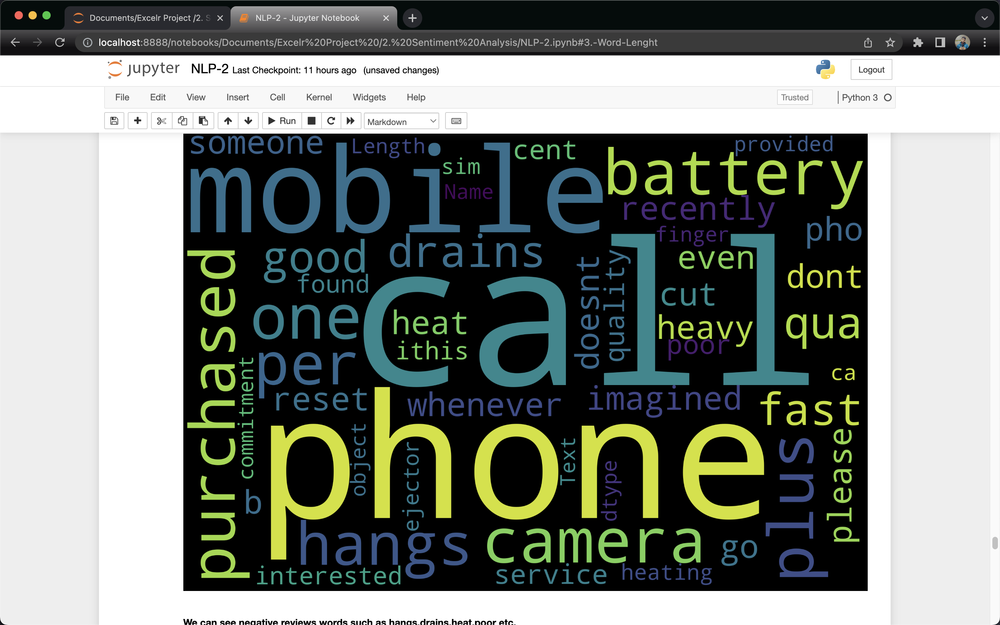 Documents/Excelr Project /2. S
NLP-2 - Jupyter Notebook
localhost:8888/notebooks/Documents/Excelr%20Project%20/2.%20Sentiment%20Analysis/NLP-2.ipynb#3.-Word-Lenght
jupyter NLP-2 Last Checkpoint: 11 hours ago (unsaved changes)
Logout
File Edit View Insert Cell Kernel Widgets Help
Trusted
Python 3
Run
Markdown
someone
Length
cent
provided
sim
mobile
battery
Name
recently
finger
pho
good
drains
even
found
doesnt
quality
dont
purchased
one
call
cut
heat
heavy
qua
ithis
poor
per
ca
commitment
reset
whenever
imagined
fast
phone
object
ejector
Text
dtype
plus
please
b
hangs
camera
go
interested
service
heating
We can see negative reviews words such as hangs,drains,heat,poor etc.